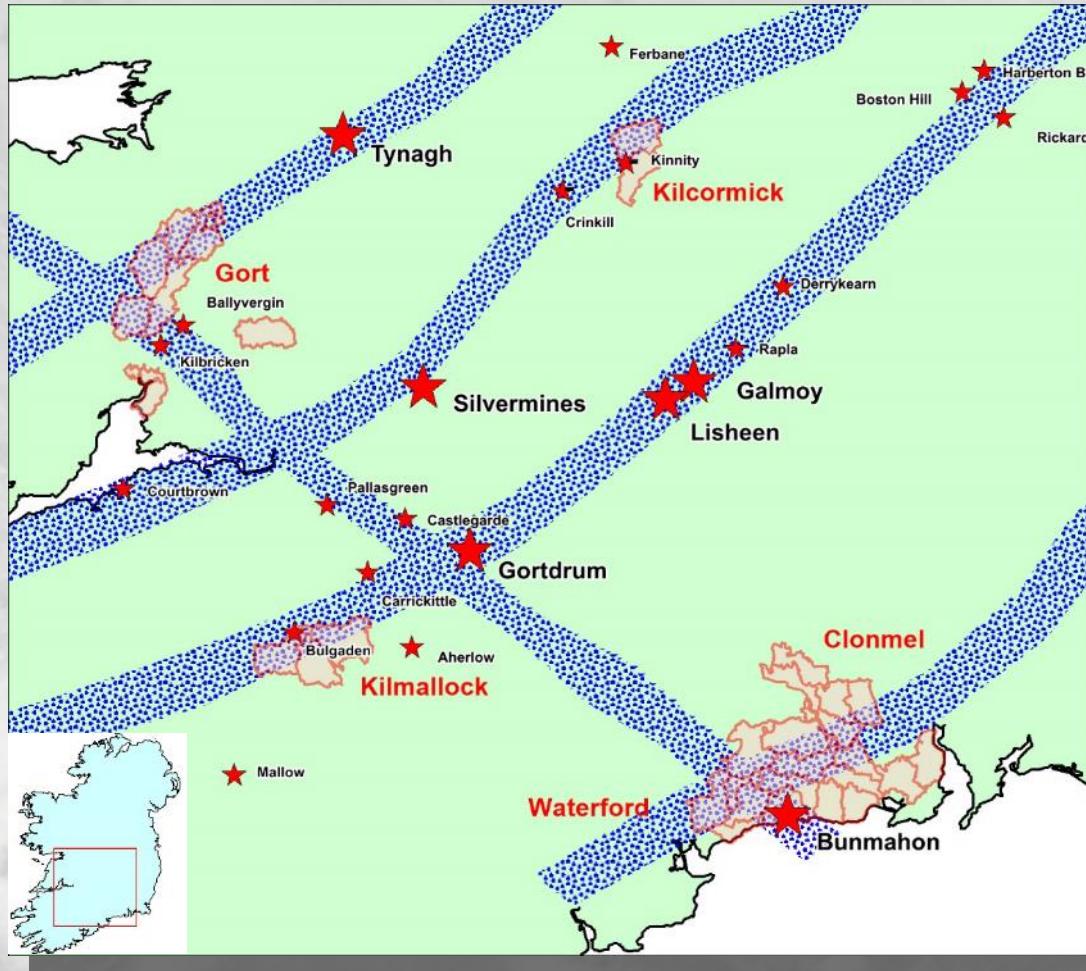 Ferbane
Harberton B
Boston Hill
Rickard
Tynagh
Kinnity
Kilcormick
Crinkill
Gort
Ballyvergin
Derrykearn
Kilbricken
Rapla
Silvermines
Galmoy
Lisheen
Courtbrown
Pallasgreen
Castlegarde
Gortdrum
Carrickittle
Bulgaden
Aherlow
Clonmel
Kilmallock
Mallow
Waterford
Bunmahon